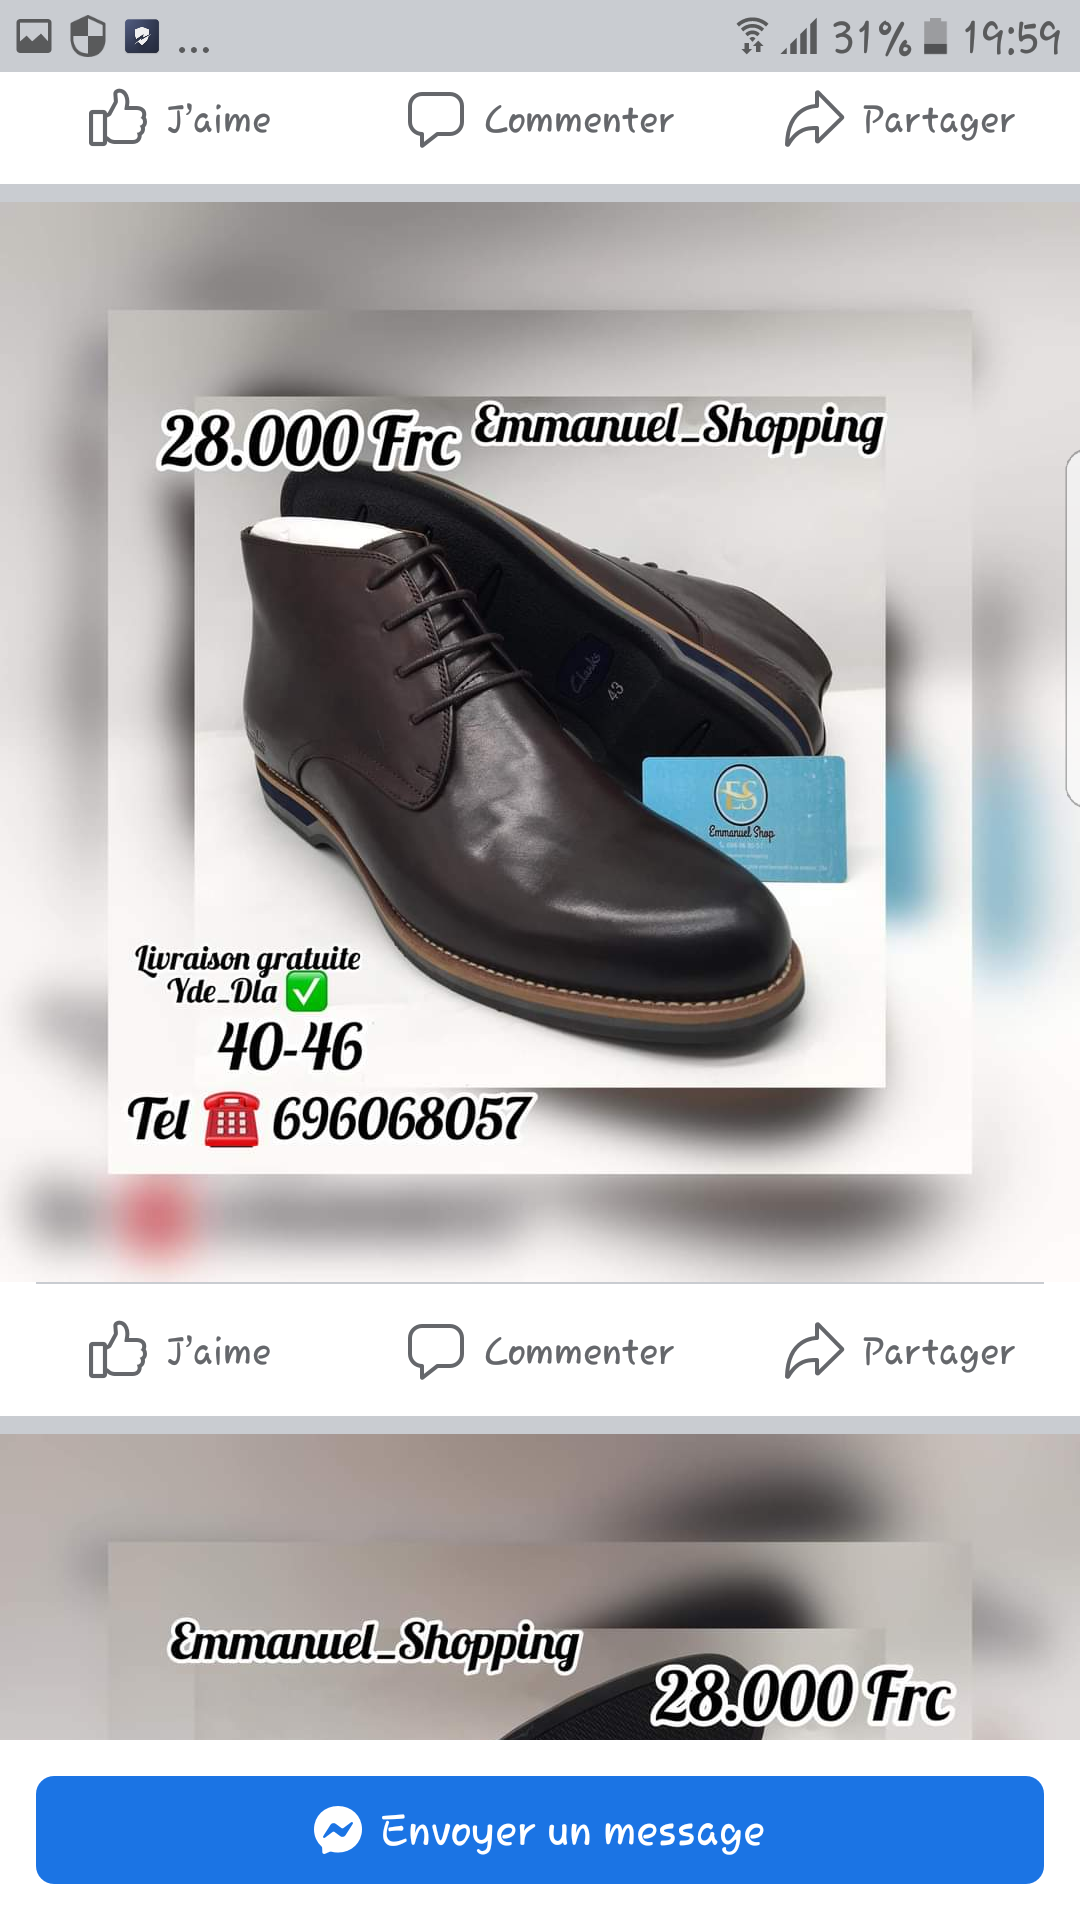 31% 19:59
J'aime Commenter Partager
28.000 Frc Emmanuel_Shopping
Clarks
43
ES
Emmanuel Shop
Livraison gratuite
Yde_Dla ✅
40-46
Tel ☎️ 696068057
J'aime Commenter Partager
Emmanuel_Shopping
28.000 Frc
Envoyer un message